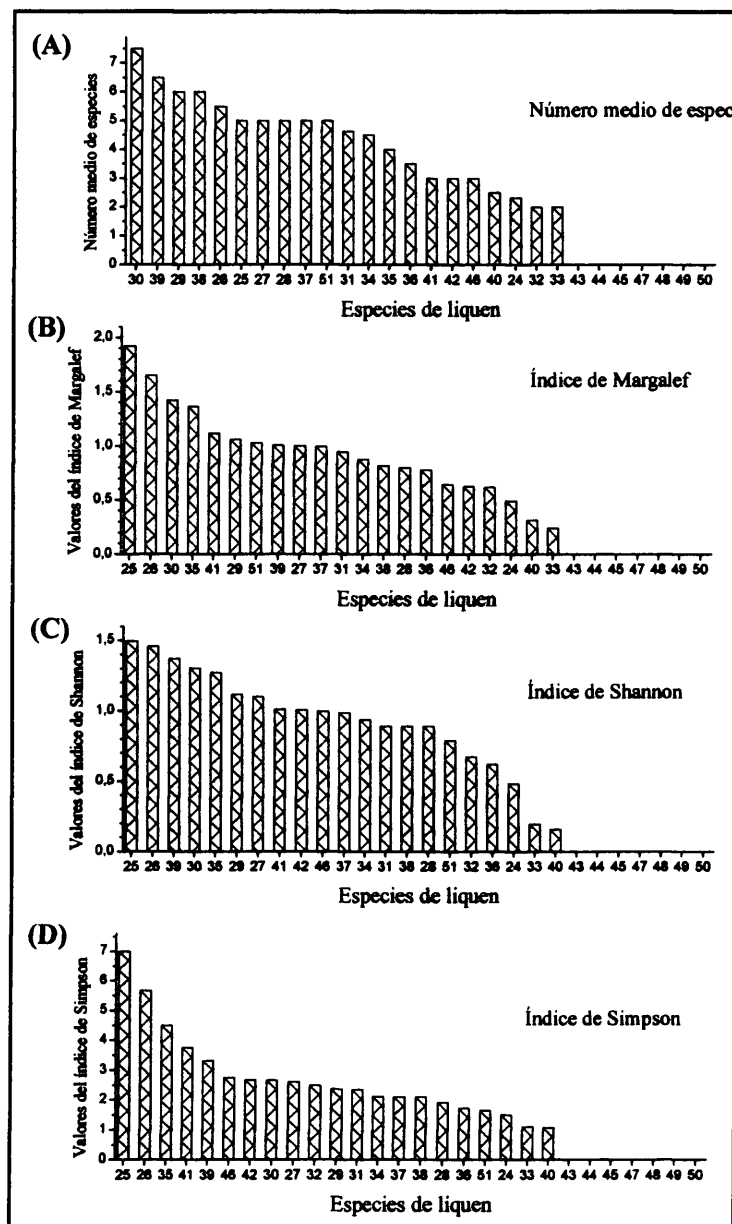 (A)
Número medio de especies
7
6
5
4
3
2
1
0
Número medio de espec
30 39 29 38 26 25 27 28 37 51 31 34 35 36 41 42 46 40 24 32 33 43 44 45 47 48 49 50
Especies de liquen
(B)
Valores del índice de Margalef
2,0
1,5
1,0
0,5
0,0
Índice de Margalef
25 26 30 35 41 29 51 39 27 37 31 34 38 28 36 46 42 32 24 40 33 43 44 45 47 48 49 50
Especies de liquen
(C)
Valores del índice de Shannon
1,5
1,0
0,5
0,0
Índice de Shannon
25 26 39 30 35 29 27 41 42 46 37 34 31 38 28 51 32 36 24 33 40 43 44 45 47 48 49 50
Especies de liquen
(D)
Valores del índice de Simpson
7
6
5
4
3
2
1
0
Índice de Simpson
25 26 35 41 39 46 42 30 27 32 29 31 34 37 38 28 36 51 24 33 40 43 44 45 47 48 49 50
Especies de liquen